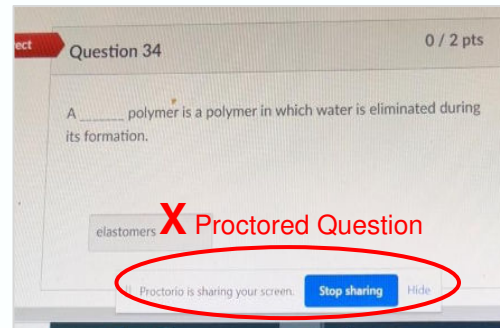 ect
Question 34
0 / 2 pts
A ______ polymer is a polymer in which water is eliminated during
its formation.
elastomers
X Proctored Question
Proctorio is sharing your screen. Stop sharing Hide